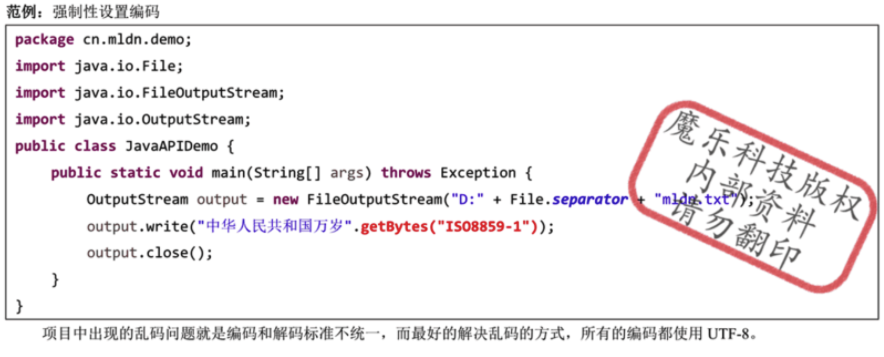 范例：强制性设置编码
package cn.mldn.demo;
import java.io.File;
import java.io.FileOutputStream;
import java.io.OutputStream;
public class JavaAPIDemo {
public static void main(String[] args) throws Exception {
OutputStream output = new FileOutputStream("D:" + File.separator + "mldn.txt");
output.write("中华人民共和国万岁".getBytes("ISO8859-1"));
output.close();
}
}
魔乐科技版权
内部资料
请勿翻印
项目中出现的乱码问题就是编码和解码标准不统一，而最好的解决乱码的方式，所有的编码都使用 UTF-8。